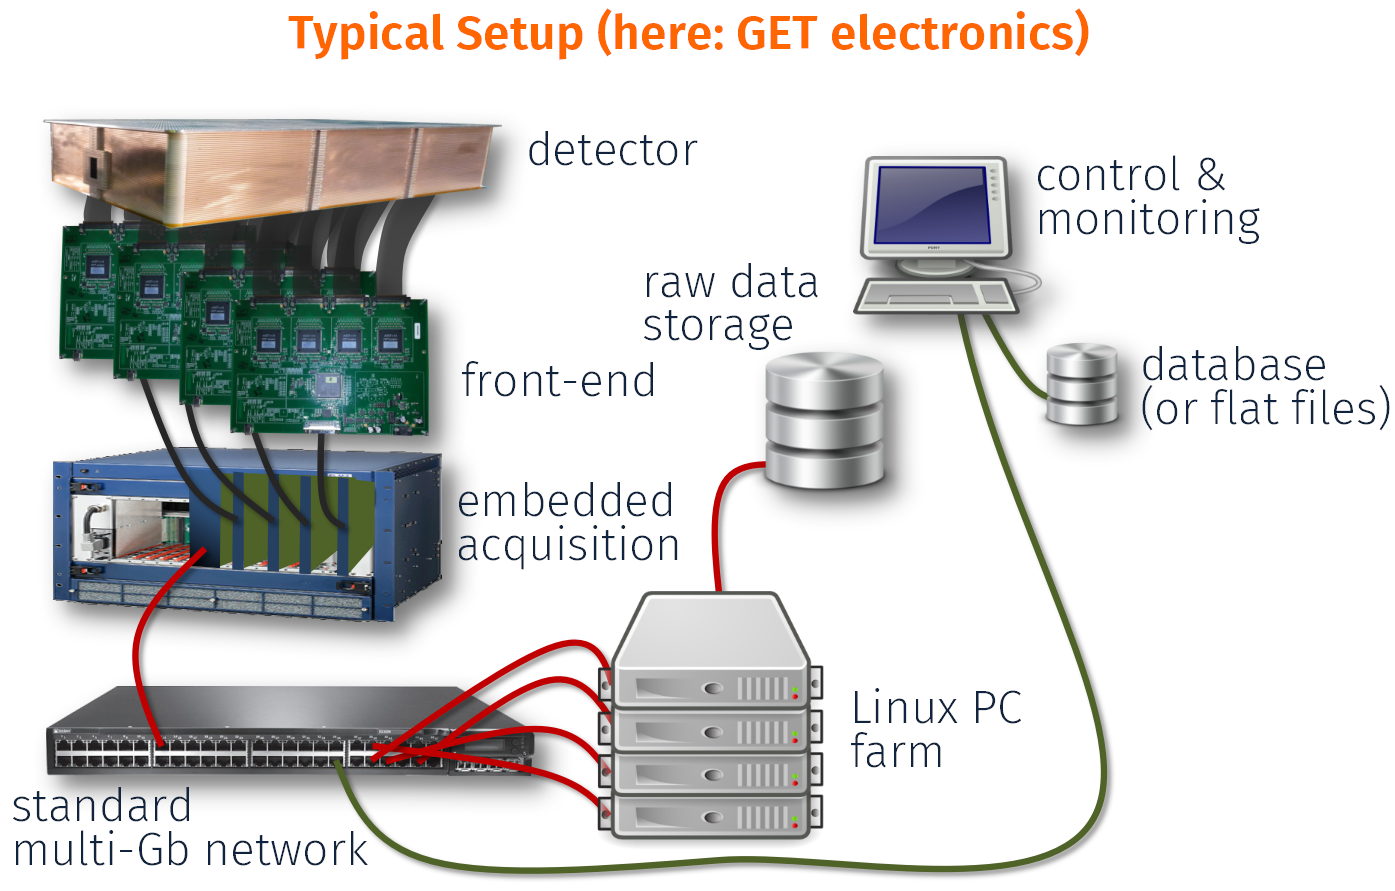 Typical Setup (here: GET electronics)
detector
control &
monitoring
raw data
storage
database
(or flat files)
front-end
embedded
acquisition
Linux PC
farm
standard
multi-Gb network